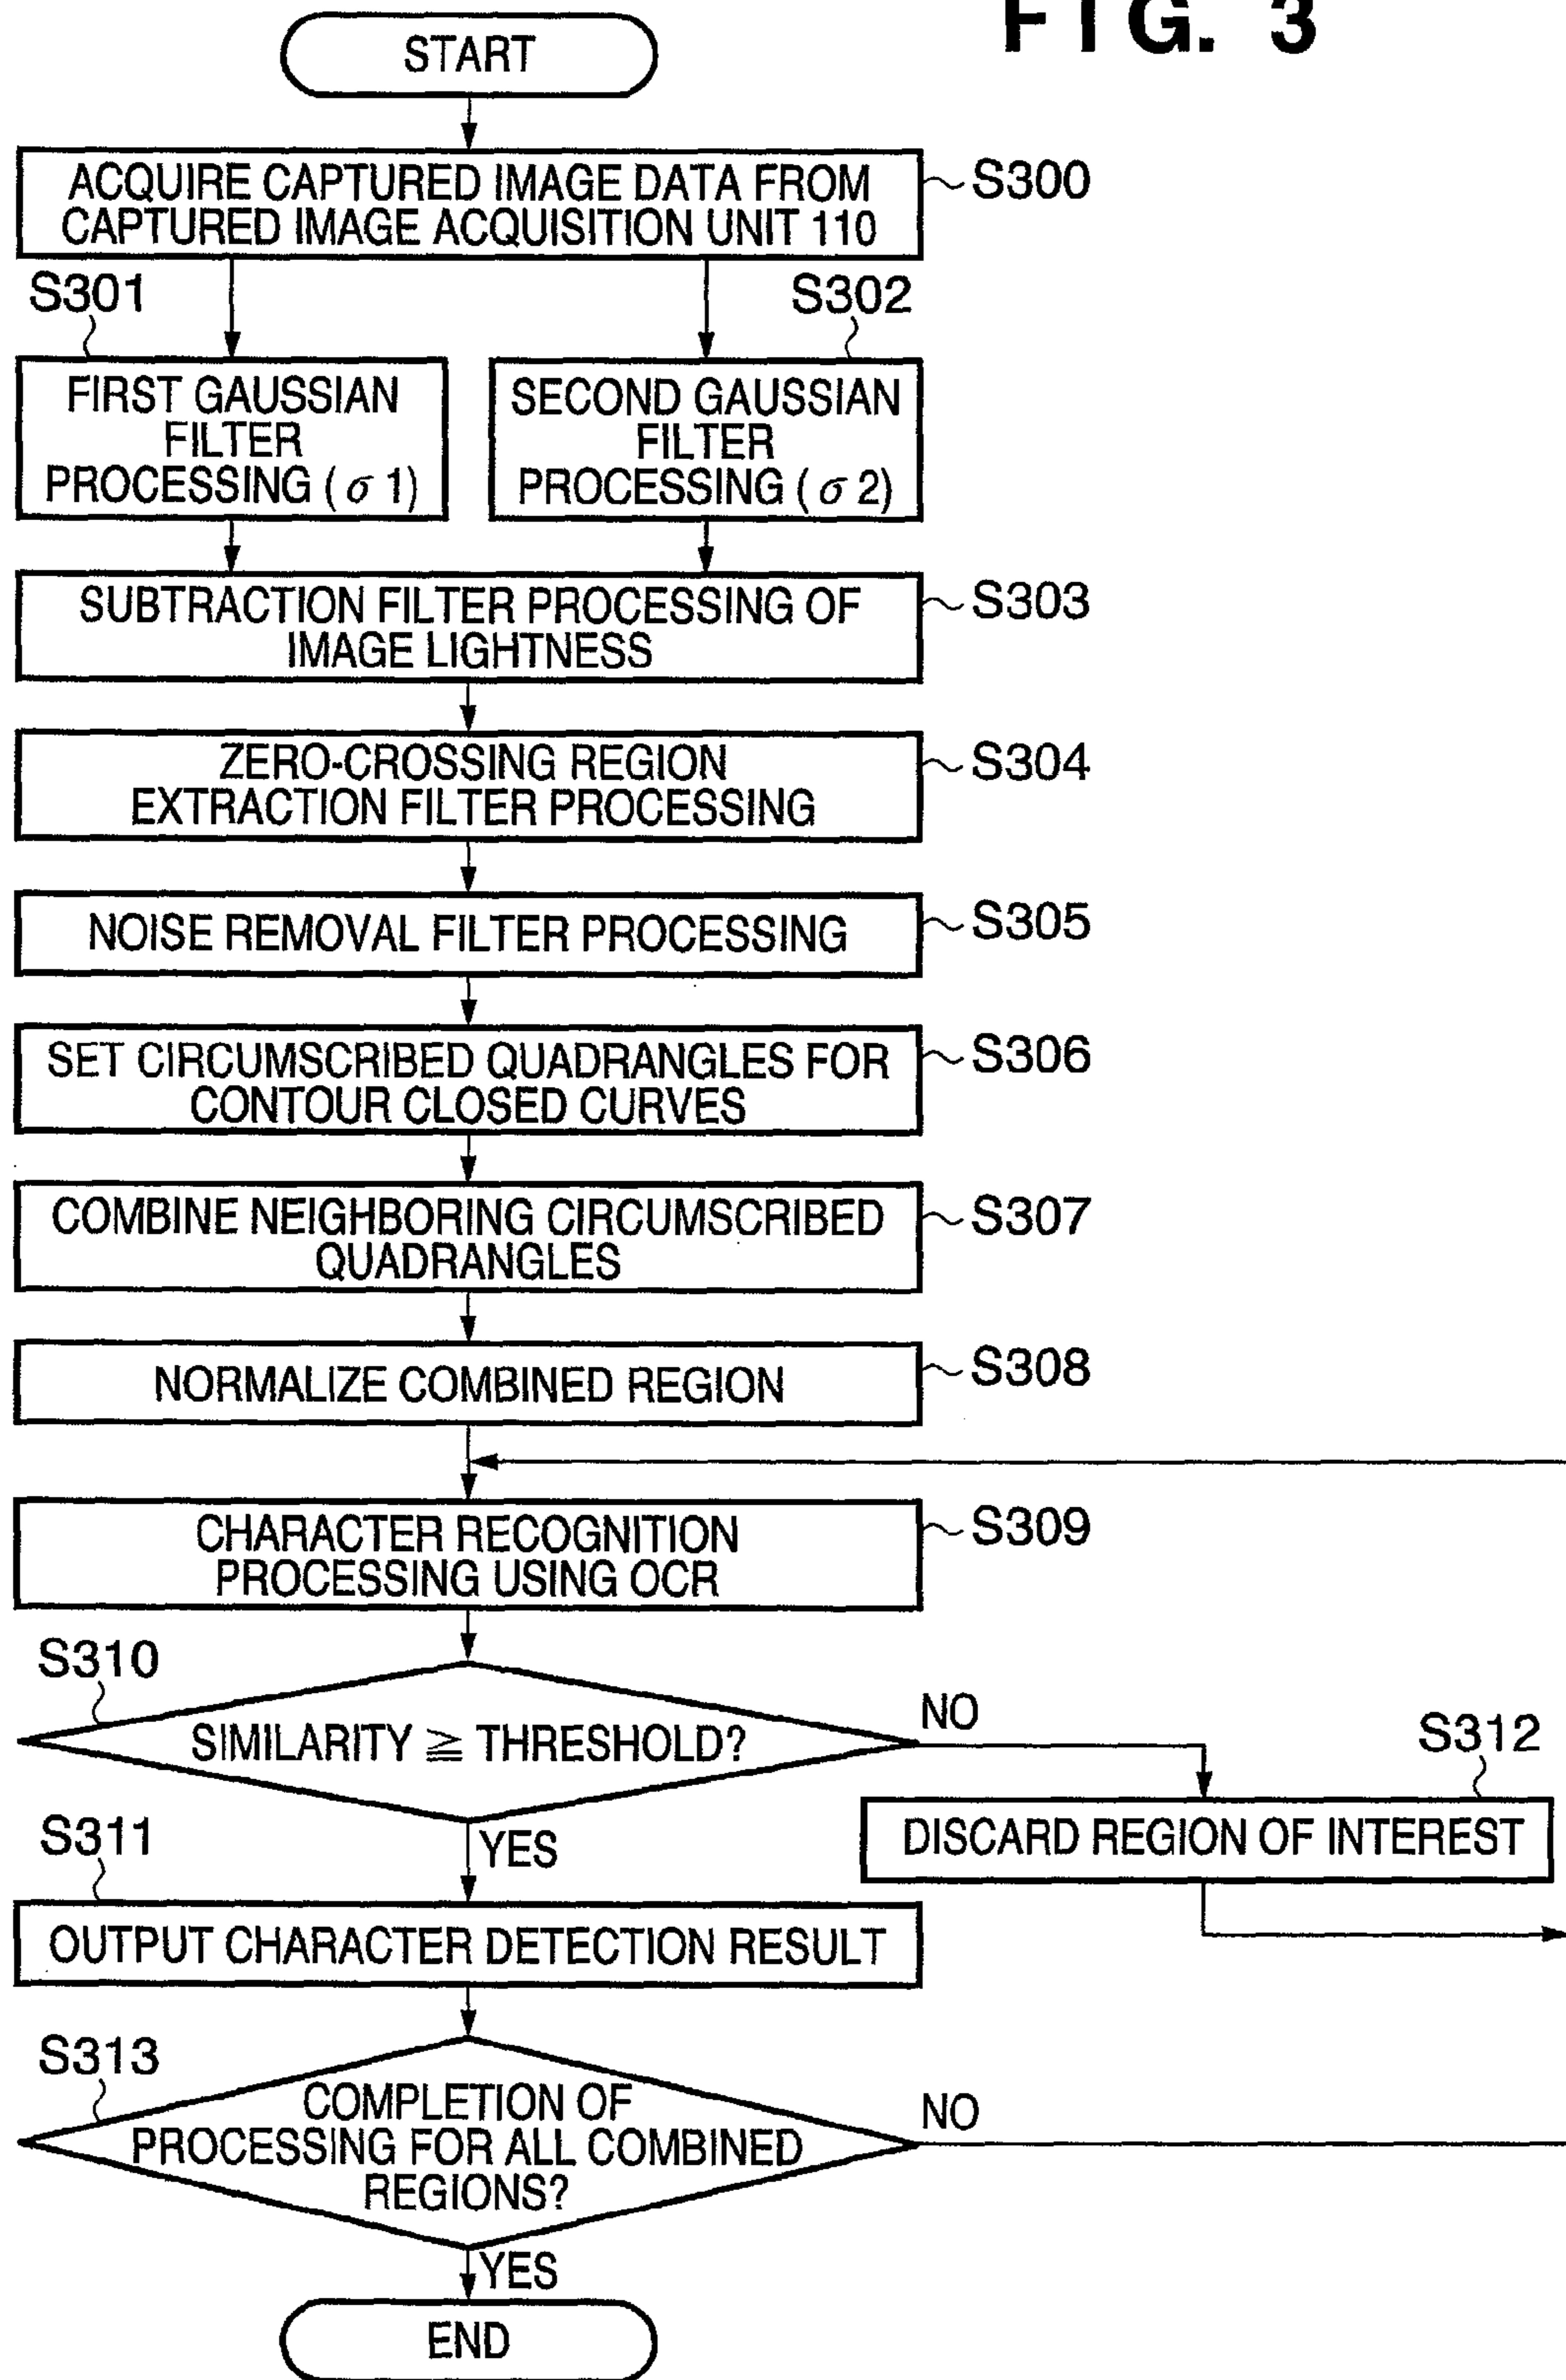 FIG. 3
START
ACQUIRE CAPTURED IMAGE DATA FROM
CAPTURED IMAGE ACQUISITION UNIT 110
S300
S301
S302
FIRST GAUSSIAN
FILTER
PROCESSING (σ 1)
SECOND GAUSSIAN
FILTER
PROCESSING (σ 2)
SUBTRACTION FILTER PROCESSING OF
IMAGE LIGHTNESS
S303
ZERO-CROSSING REGION
EXTRACTION FILTER PROCESSING
S304
NOISE REMOVAL FILTER PROCESSING
S305
SET CIRCUMSCRIBED QUADRANGLES FOR
CONTOUR CLOSED CURVES
S306
COMBINE NEIGHBORING CIRCUMSCRIBED
QUADRANGLES
S307
NORMALIZE COMBINED REGION
S308
CHARACTER RECOGNITION
PROCESSING USING OCR
S309
S310
SIMILARITY ≧ THRESHOLD?
NO
S312
DISCARD REGION OF INTEREST
YES
S311
OUTPUT CHARACTER DETECTION RESULT
S313
COMPLETION OF
PROCESSING FOR ALL COMBINED
REGIONS?
NO
YES
END